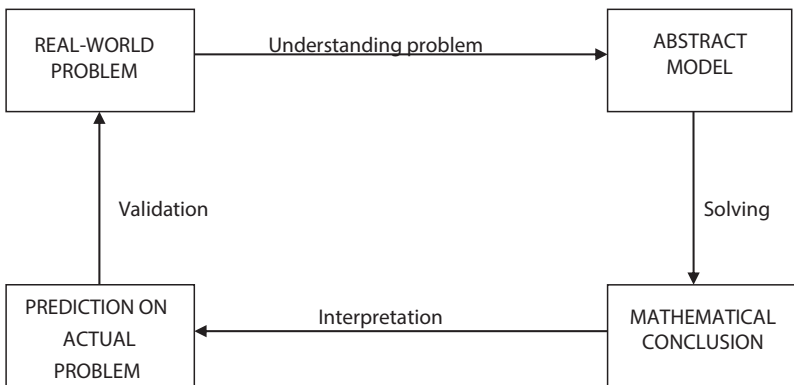 REAL-WORLD
PROBLEM
Understanding problem
ABSTRACT
MODEL
Validation
Solving
PREDICTION ON
ACTUAL
PROBLEM
Interpretation
MATHEMATICAL
CONCLUSION